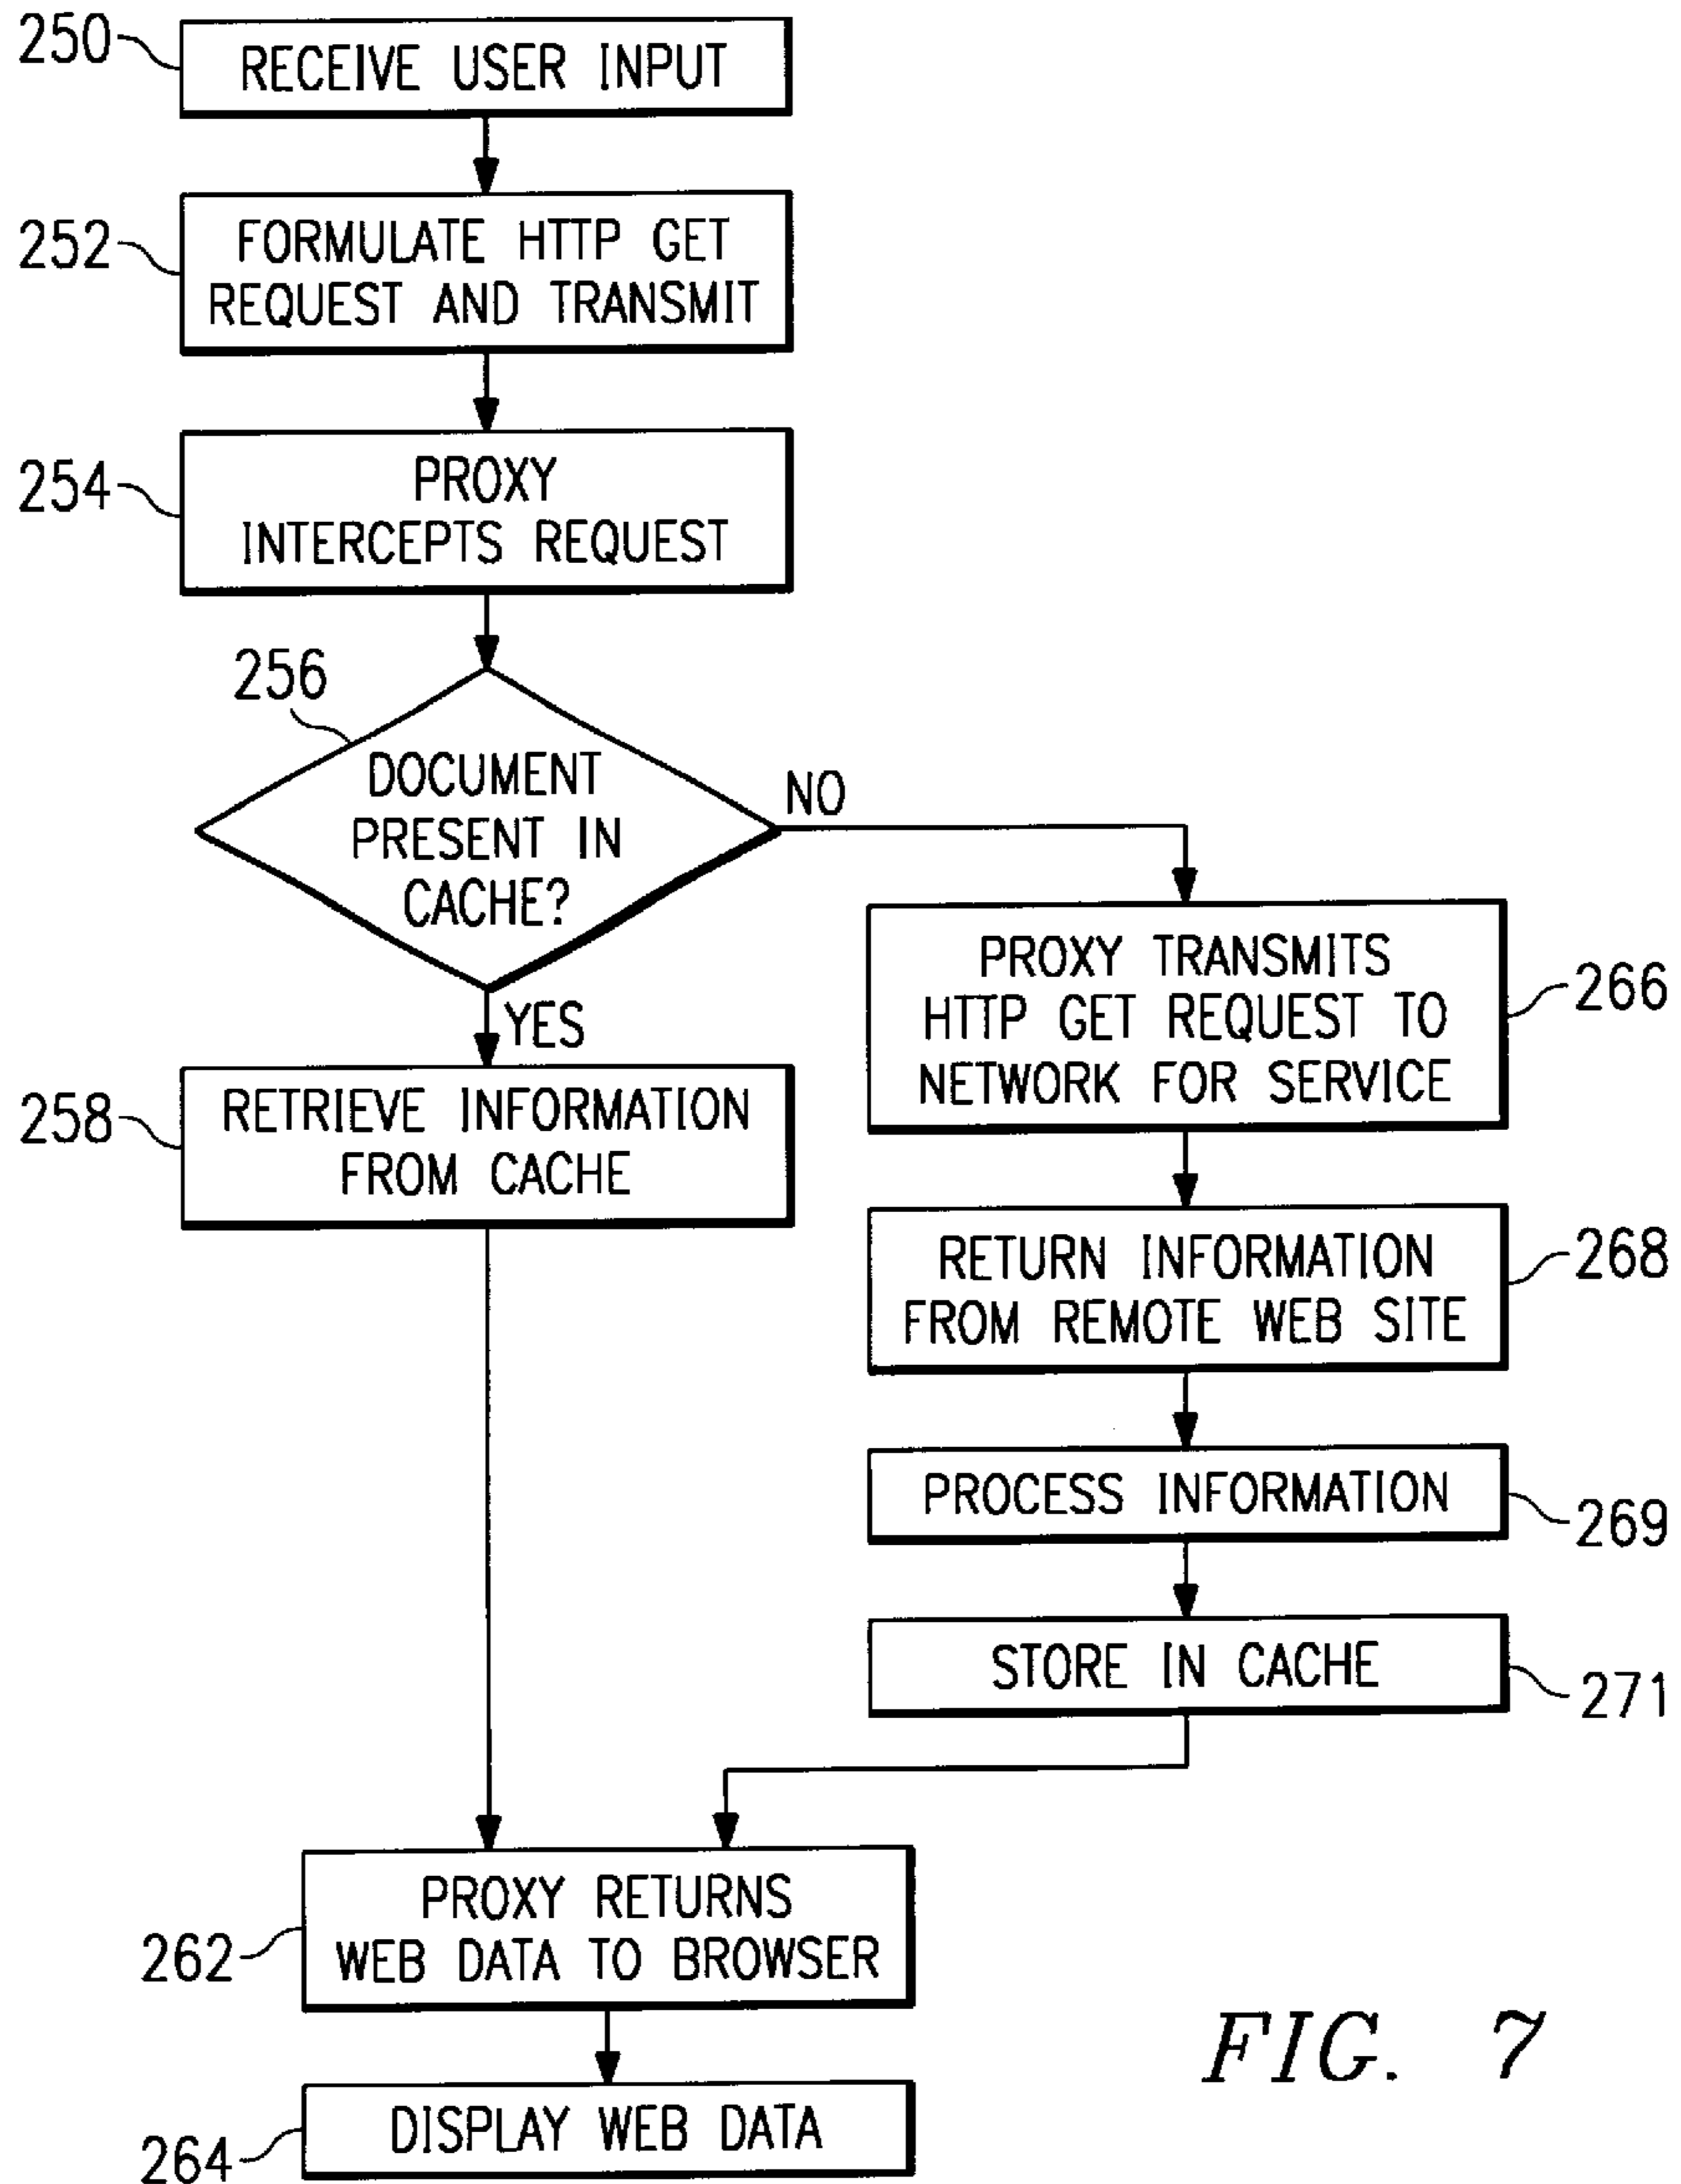 250
RECEIVE USER INPUT
252
FORMULATE HTTP GET
REQUEST AND TRANSMIT
254
PROXY
INTERCEPTS REQUEST
256
DOCUMENT
PRESENT IN
CACHE?
NO
YES
PROXY TRANSMITS
HTTP GET REQUEST TO
NETWORK FOR SERVICE
266
258
RETRIEVE INFORMATION
FROM CACHE
RETURN INFORMATION
FROM REMOTE WEB SITE
268
PROCESS INFORMATION
269
STORE IN CACHE
271
PROXY RETURNS
WEB DATA TO BROWSER
262
DISPLAY WEB DATA
264
FIG. 7